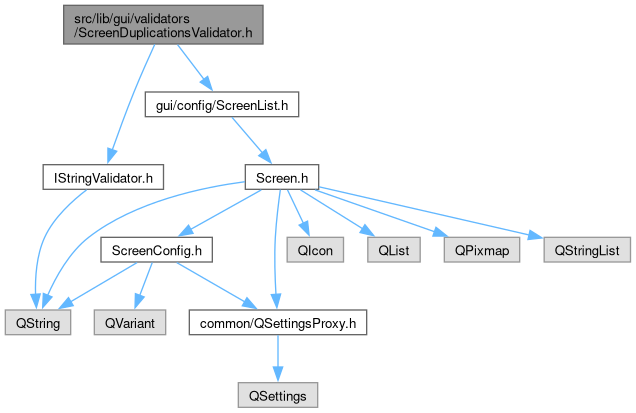 src/lib/gui/validators
/ScreenDuplicationsValidator.h
gui/config/ScreenList.h
IStringValidator.h
Screen.h
ScreenConfig.h
QIcon
QList
QPixmap
QStringList
QString
QVariant
common/QSettingsProxy.h
QSettings